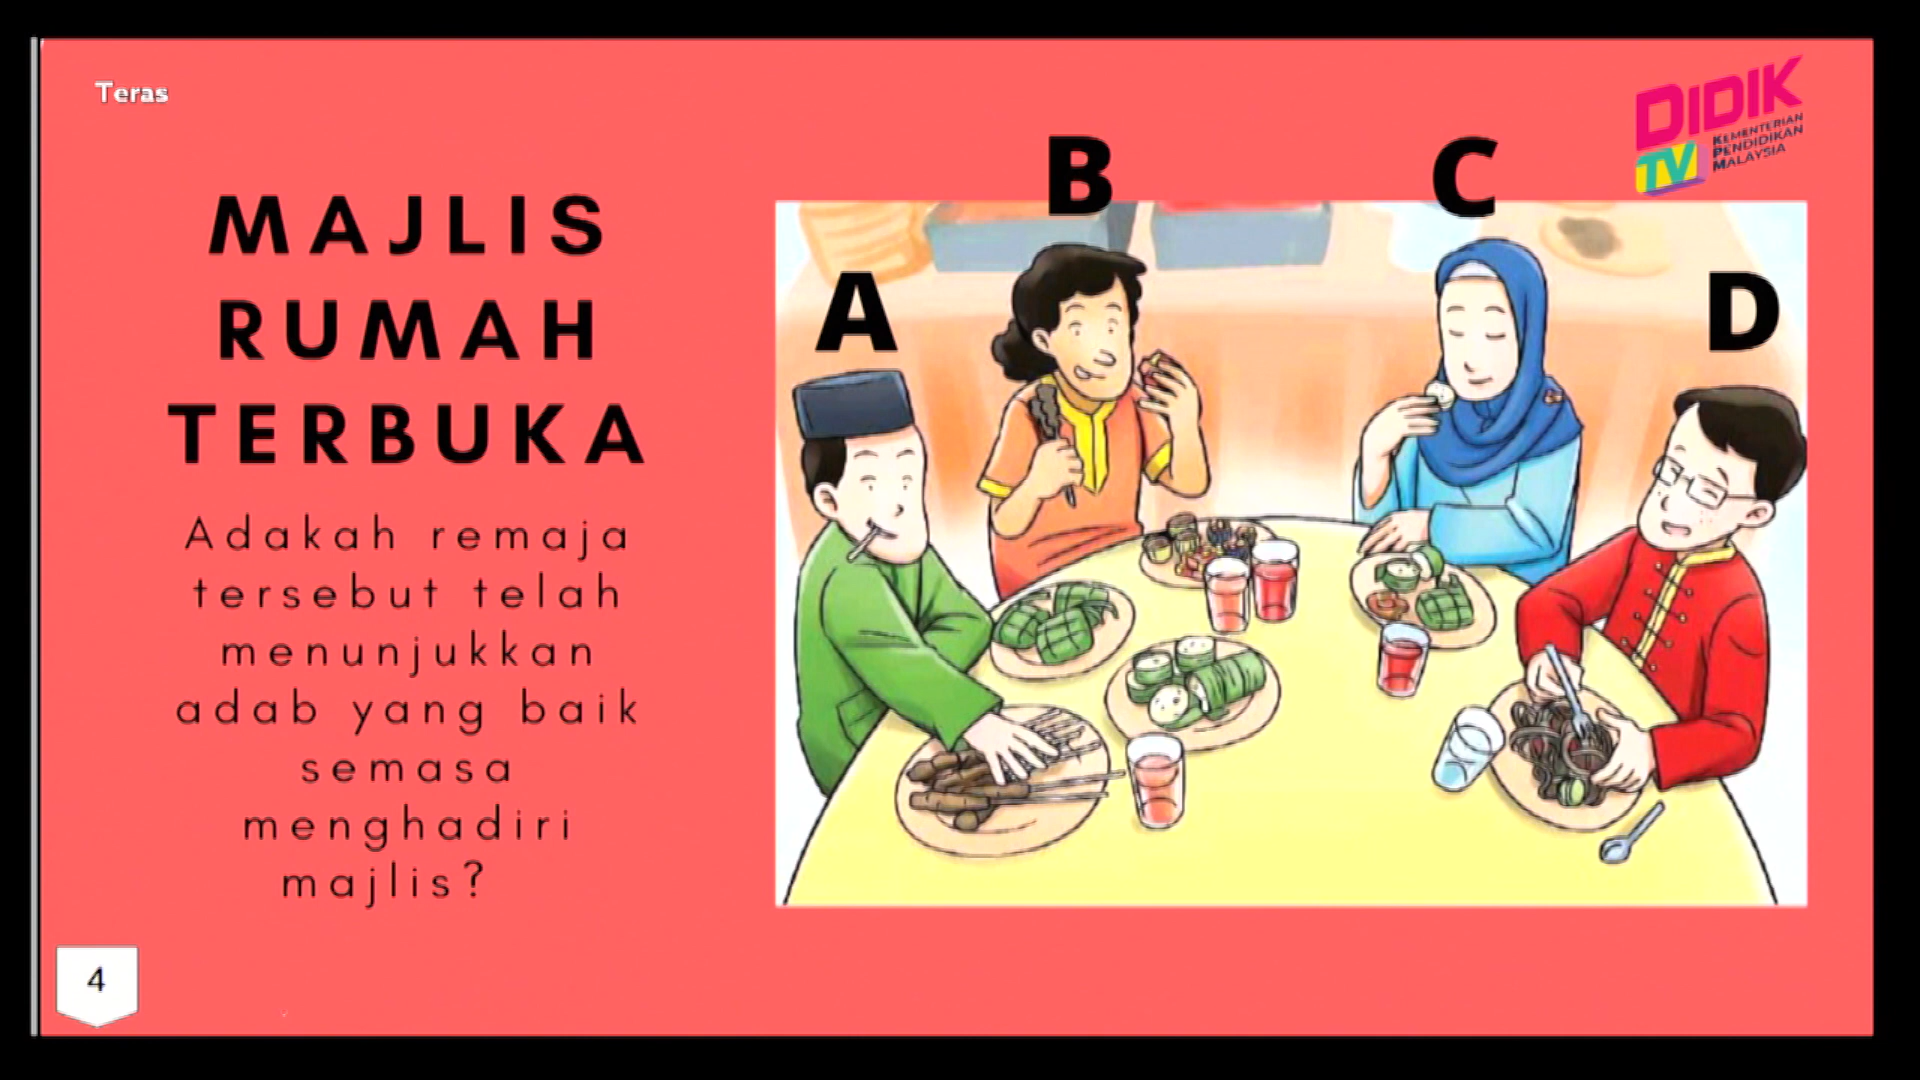 Teras
DIDIK
TV
KEMENTERIAN
PENDIDIKAN
MALAYSIA
MAJLIS
RUMAH
TERBUKA
Adakah remaja
tersebut telah
menunjukkan
adab yang baik
semasa
menghadiri
majlis?
A
B
C
D
4